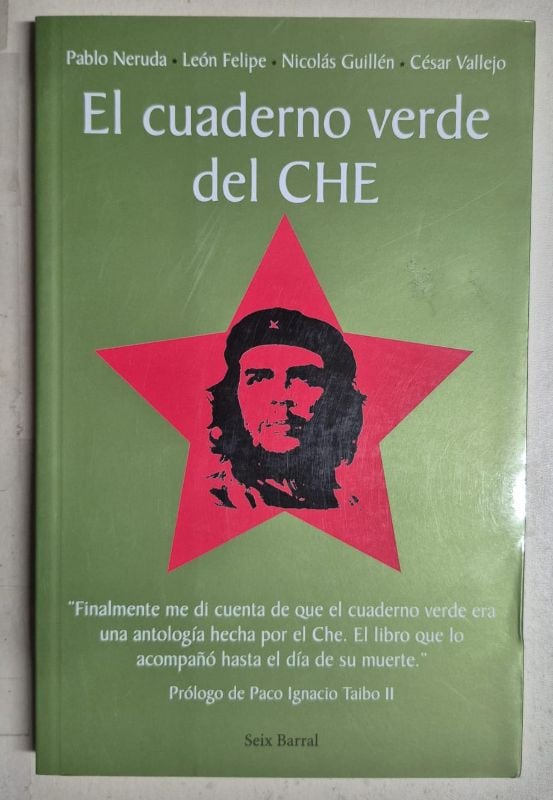 Pablo Neruda • León Felipe • Nicolás Guillén • César Vallejo
El cuaderno verde
del CHE
"Finalmente me di cuenta de que el cuaderno verde era
una antología hecha por el Che. El libro que lo
acompañó hasta el día de su muerte."
Prólogo de Paco Ignacio Taibo II
Seix Barral